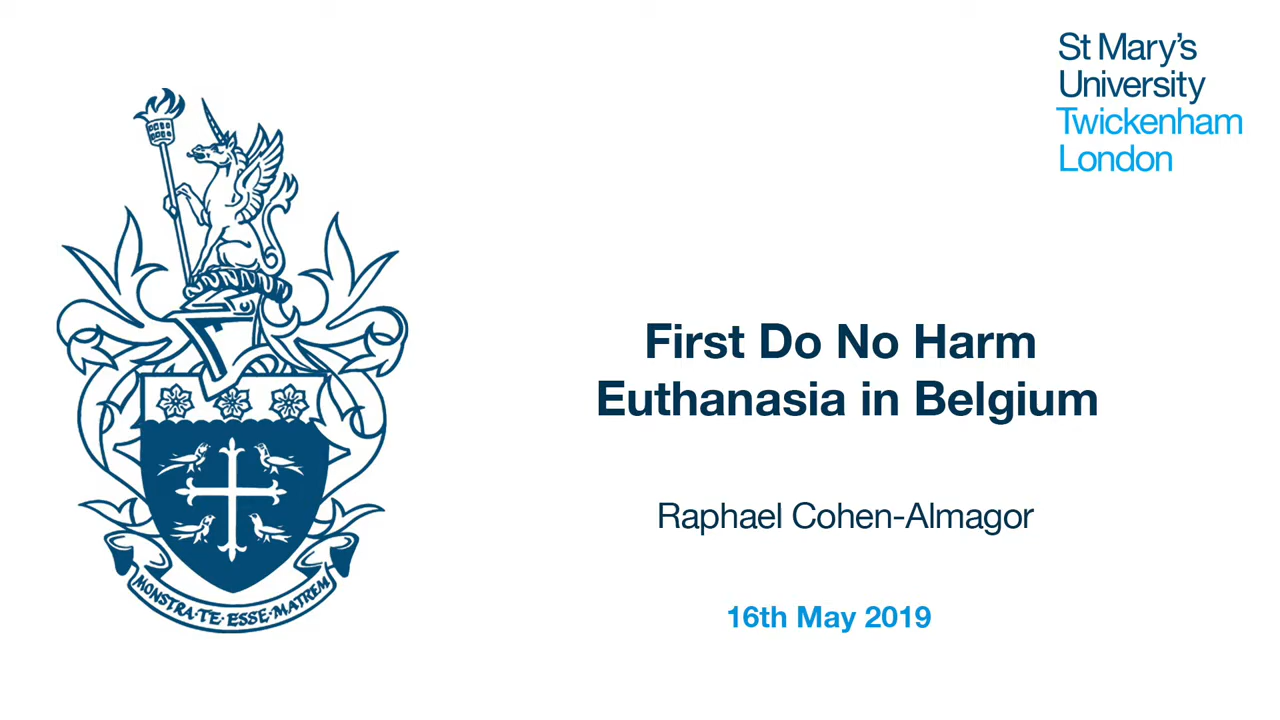 St Mary's
University
Twickenham
London
First Do No Harm
Euthanasia in Belgium
Raphael Cohen-Almagor
16th May 2019
MONSTRA·TE·ESSE·MATREM